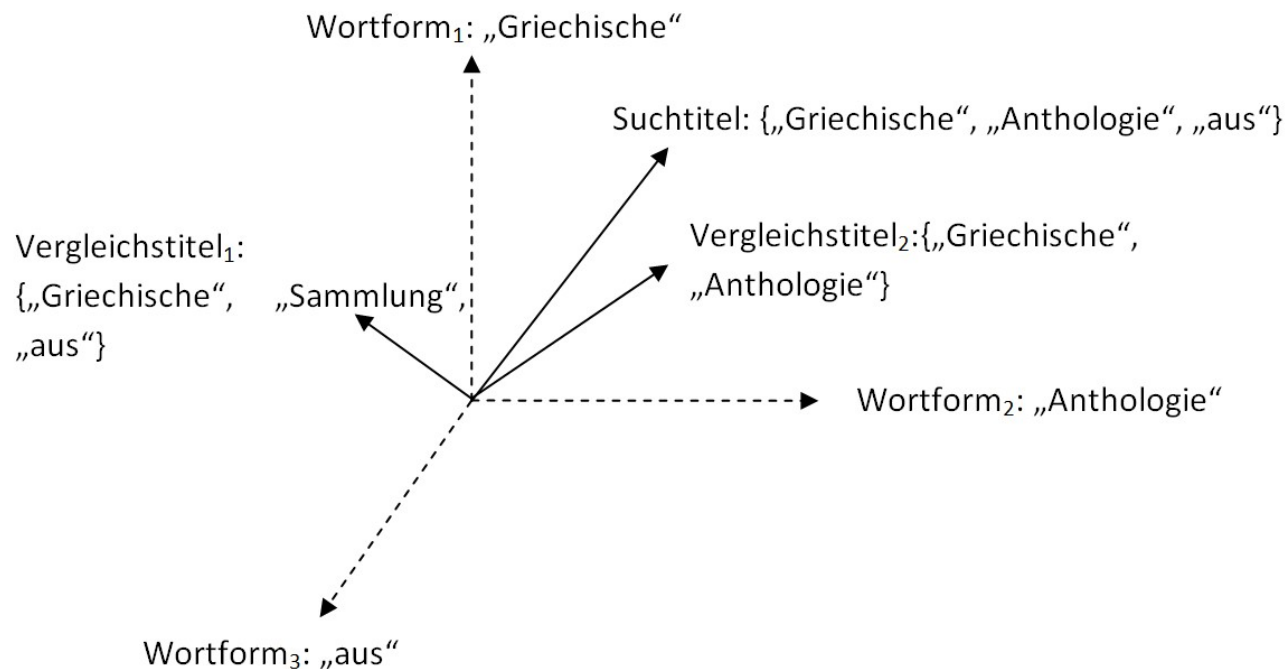 Wortform₁: „Griechische“
Suchtitel: {„Griechische“, „Anthologie“, „aus“}
Vergleichstitel₁:
{„Griechische“, „Sammlung“,
„aus“}
Vergleichstitel₂:{„Griechische“,
„Anthologie“}
Wortform₂: „Anthologie“
Wortform₃: „aus“